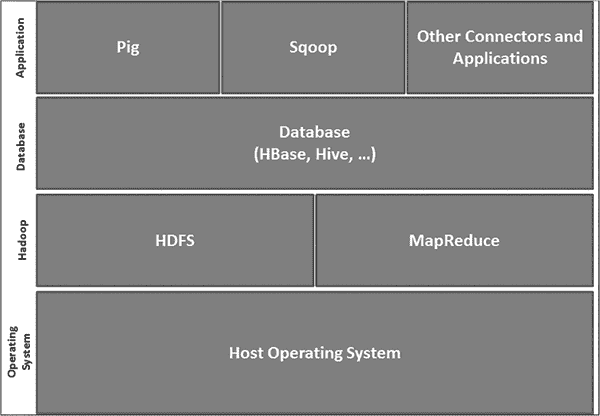 Application
Pig
Sqoop
Other Connectors and
Applications
Database
Database
(HBase, Hive, ...)
Hadoop
HDFS
MapReduce
Operating
System
Host Operating System